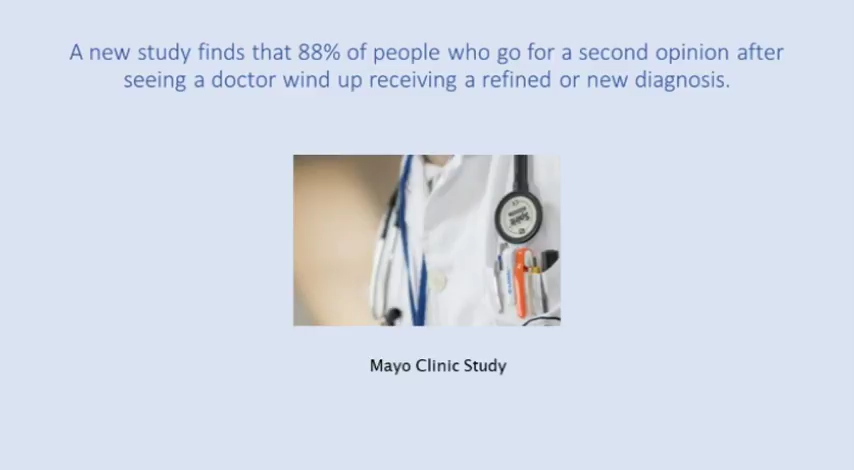 A new study finds that 88% of people who go for a second opinion after
seeing a doctor wind up receiving a refined or new diagnosis.
Mayo Clinic Study